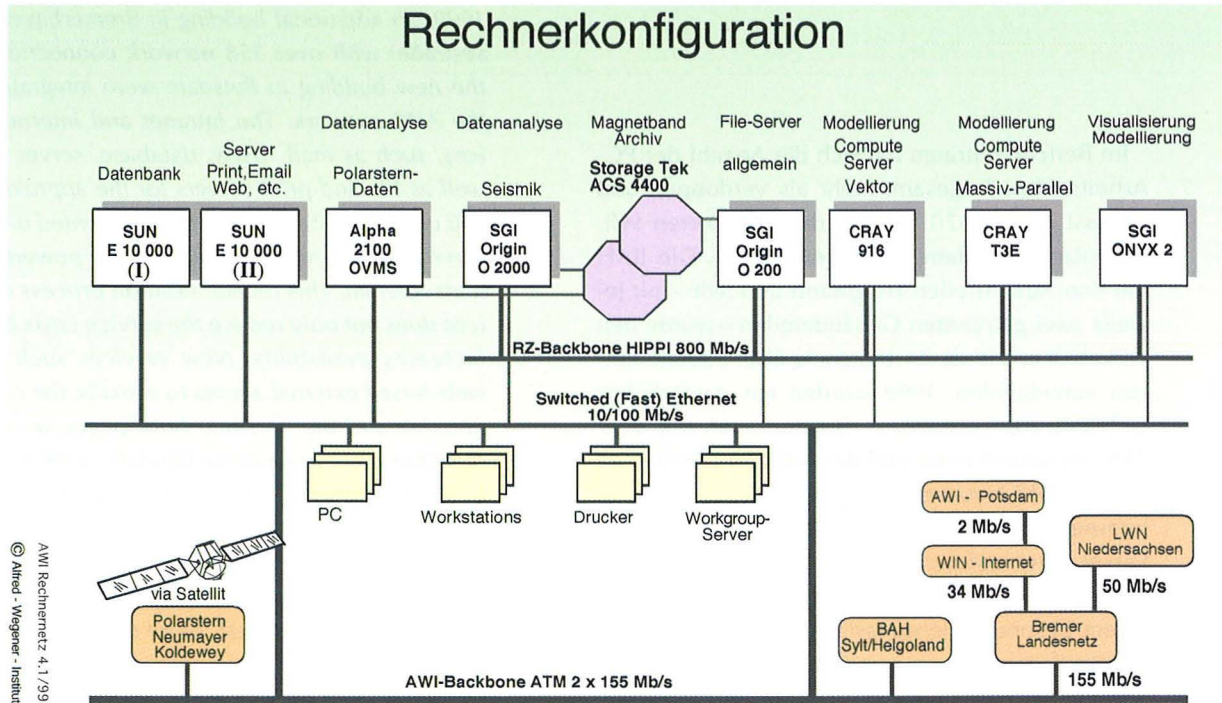 Rechnerkonfiguration
Datenbank
Server
Print,Email
Web, etc.
Datenanalyse
Polarstern-
Daten
Datenanalyse
Seismik
Magnetband
Archiv
Storage Tek
ACS 4400
File-Server
allgemein
Modellierung
Compute
Server
Vektor
Modellierung
Compute
Server
Massiv-Parallel
Visualisierung
Modellierung
SUN
E 10 000
(I)
SUN
E 10 000
(II)
Alpha
2100
OVMS
SGI
Origin
O 2000
SGI
Origin
O 200
CRAY
916
CRAY
T3E
SGI
ONYX 2
RZ-Backbone HIPPI 800 Mb/s
Switched (Fast) Ethernet
10/100 Mb/s
PC
Workstations
Drucker
Workgroup-
Server
AWI - Potsdam
2 Mb/s
WIN - Internet
34 Mb/s
LWN
Niedersachsen
50 Mb/s
via Satellit
Polarstern
Neumayer
Koldewey
BAH
Sylt/Helgoland
Bremer
Landesnetz
155 Mb/s
AWI-Backbone ATM 2 x 155 Mb/s
AWI Rechnernetz 4.1/99
© Alfred - Wegener - Institut